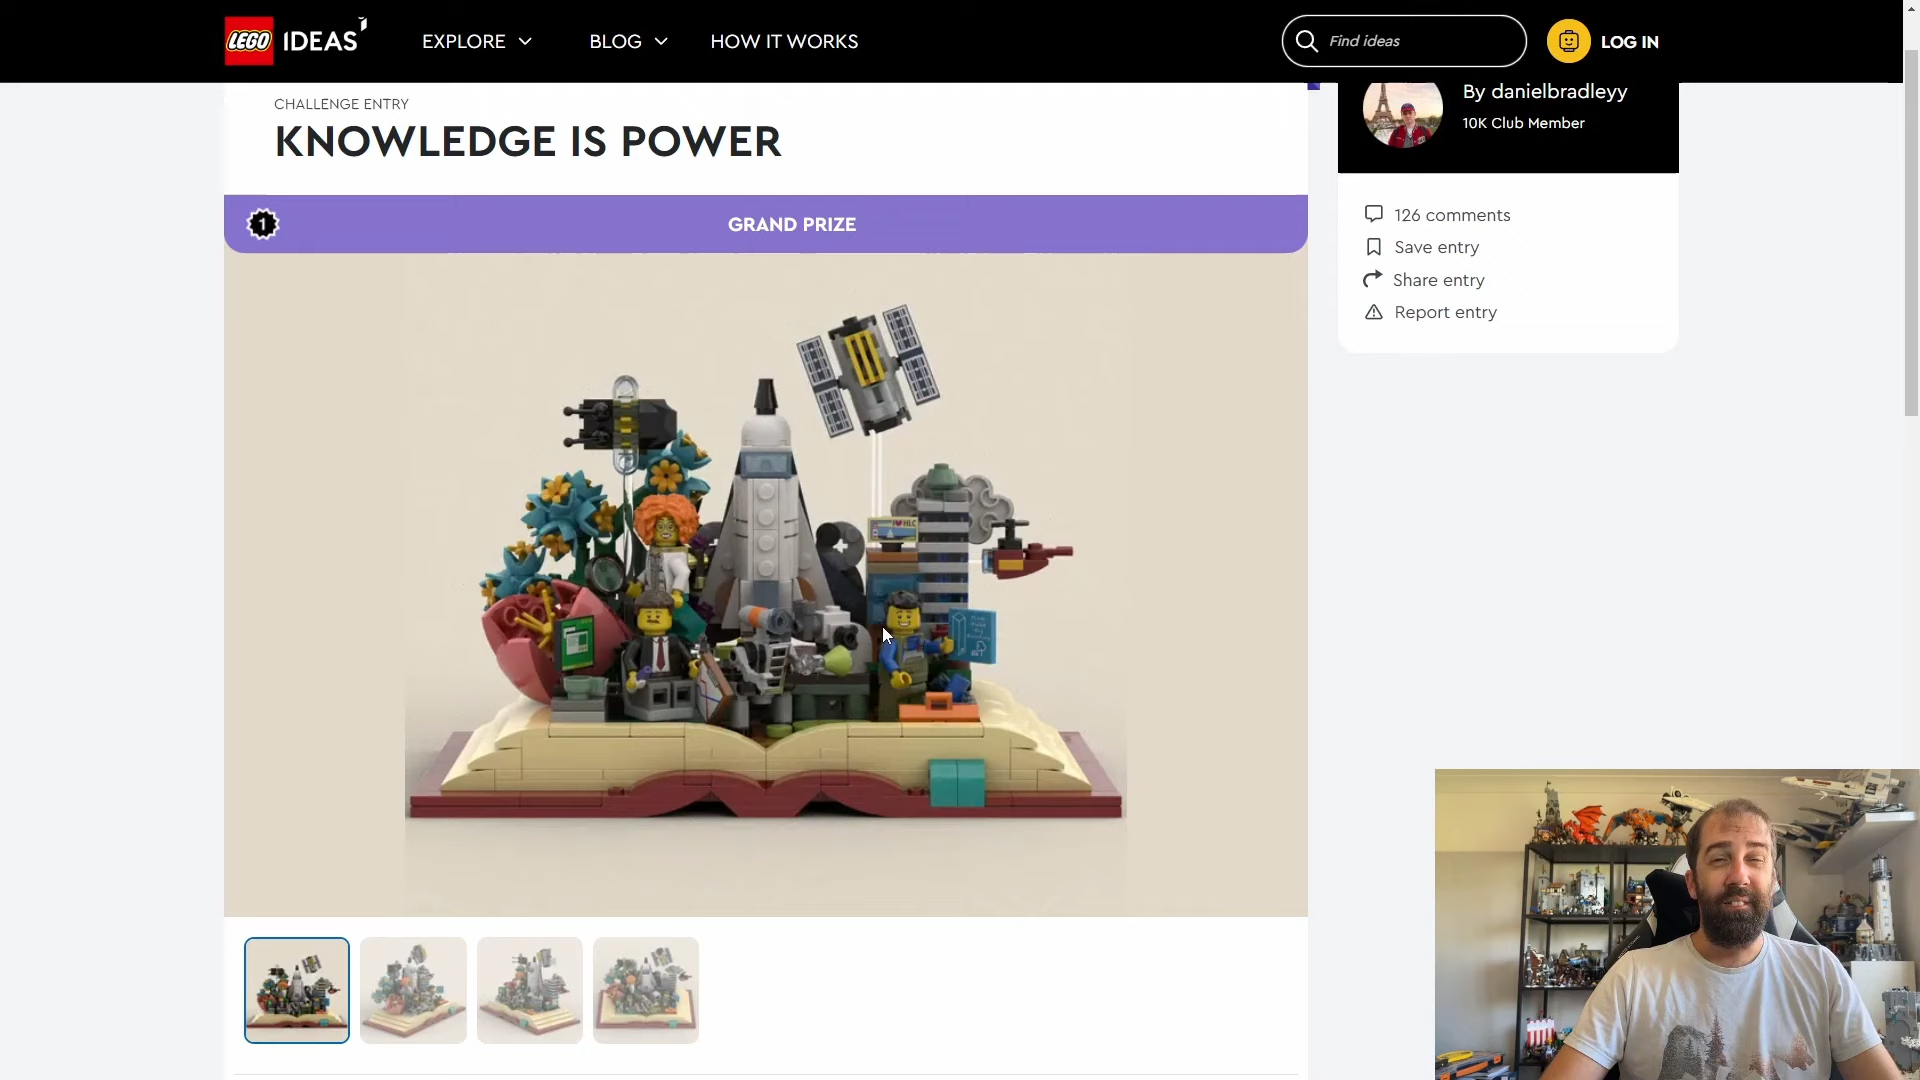 LEGO IDEAS
EXPLORE
BLOG
HOW IT WORKS
Find ideas
LOG IN
CHALLENGE ENTRY
KNOWLEDGE IS POWER
By danielbradleyy
10K Club Member
1
GRAND PRIZE
126 comments
Save entry
Share entry
Report entry